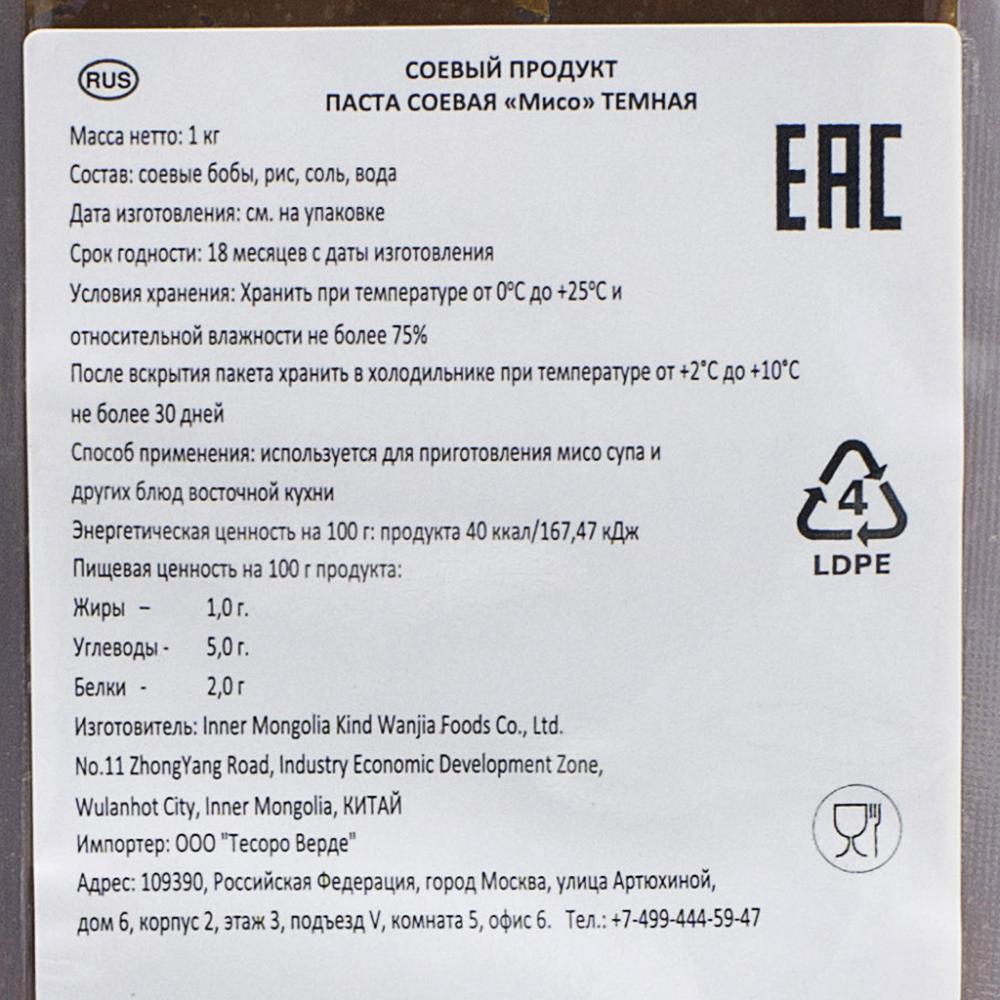 RUS
СОЕВЫЙ ПРОДУКТ
ПАСТА СОЕВАЯ «Мисо» ТЕМНАЯ
Масса нетто: 1 кг
EAC
Состав: соевые бобы, рис, соль, вода
Дата изготовления: см. на упаковке
Срок годности: 18 месяцев с даты изготовления
Условия хранения: Хранить при температуре от 0°С до +25°С и
относительной влажности не более 75%
После вскрытия пакета хранить в холодильнике при температуре от +2°С до +10°С
не более 30 дней
Способ применения: используется для приготовления мисо супа и
других блюд восточной кухни
4
LDPE
Энергетическая ценность на 100 г: продукта 40 ккал/167,47 кДж
Пищевая ценность на 100 г продукта:
Жиры – 1,0 г.
Углеводы - 5,0 г.
Белки - 2,0 г
Изготовитель: Inner Mongolia Kind Wanjia Foods Co., Ltd.
No.11 ZhongYang Road, Industry Economic Development Zone,
Wulanhot City, Inner Mongolia, КИТАЙ
Импортер: ООО "Тесоро Верде"
Адрес: 109390, Российская Федерация, город Москва, улица Артюхиной,
дом 6, корпус 2, этаж 3, подъезд V, комната 5, офис 6. Тел.: +7-499-444-59-47